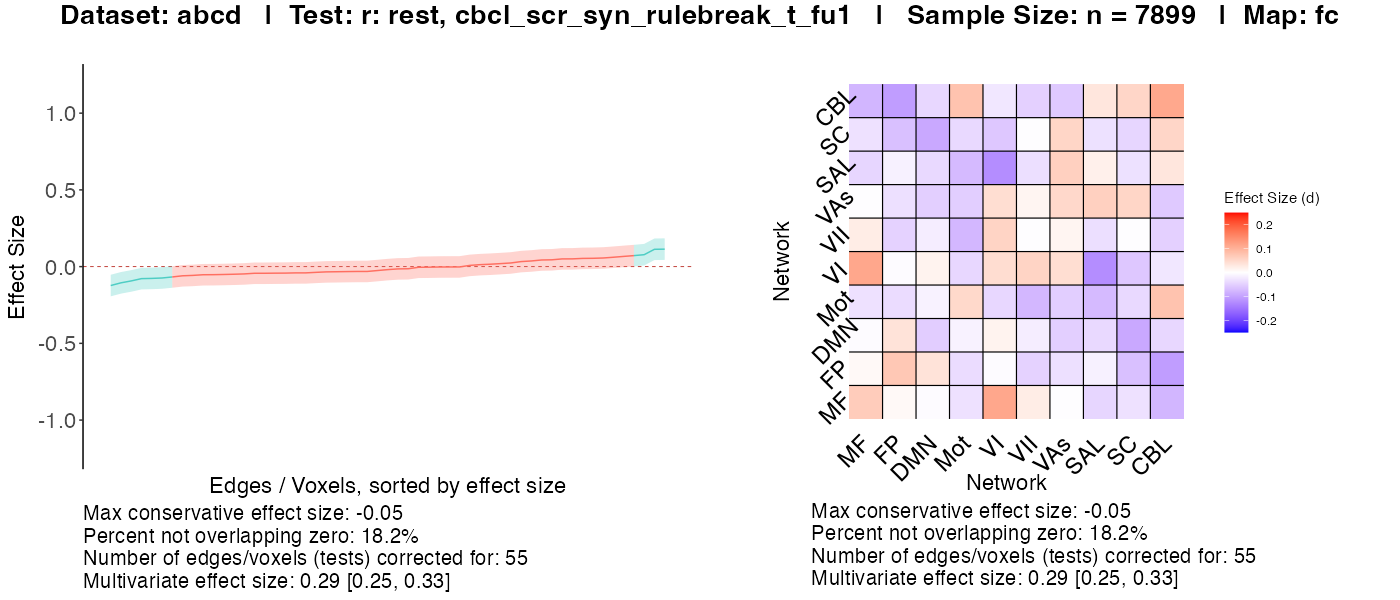 Dataset: abcd | Test: r: rest, cbcl_scr_syn_rulebreak_t_fu1 | Sample Size: n = 7899 | Map: fc
1.0
0.5
0.0
-0.5
-1.0
Effect Size
Edges / Voxels, sorted by effect size
Max conservative effect size: -0.05
Percent not overlapping zero: 18.2%
Number of edges/voxels (tests) corrected for: 55
Multivariate effect size: 0.29 [0.25, 0.33]
Network
CBL
SC
SAL
VAs
VII
VI
Mot
DMN
FP
MF
MF
FP
DMN
Mot
VI
VII
VAs
SAL
SC
CBL
Network
Effect Size (d)
0.2
0.1
0.0
-0.1
-0.2
Max conservative effect size: -0.05
Percent not overlapping zero: 18.2%
Number of edges/voxels (tests) corrected for: 55
Multivariate effect size: 0.29 [0.25, 0.33]